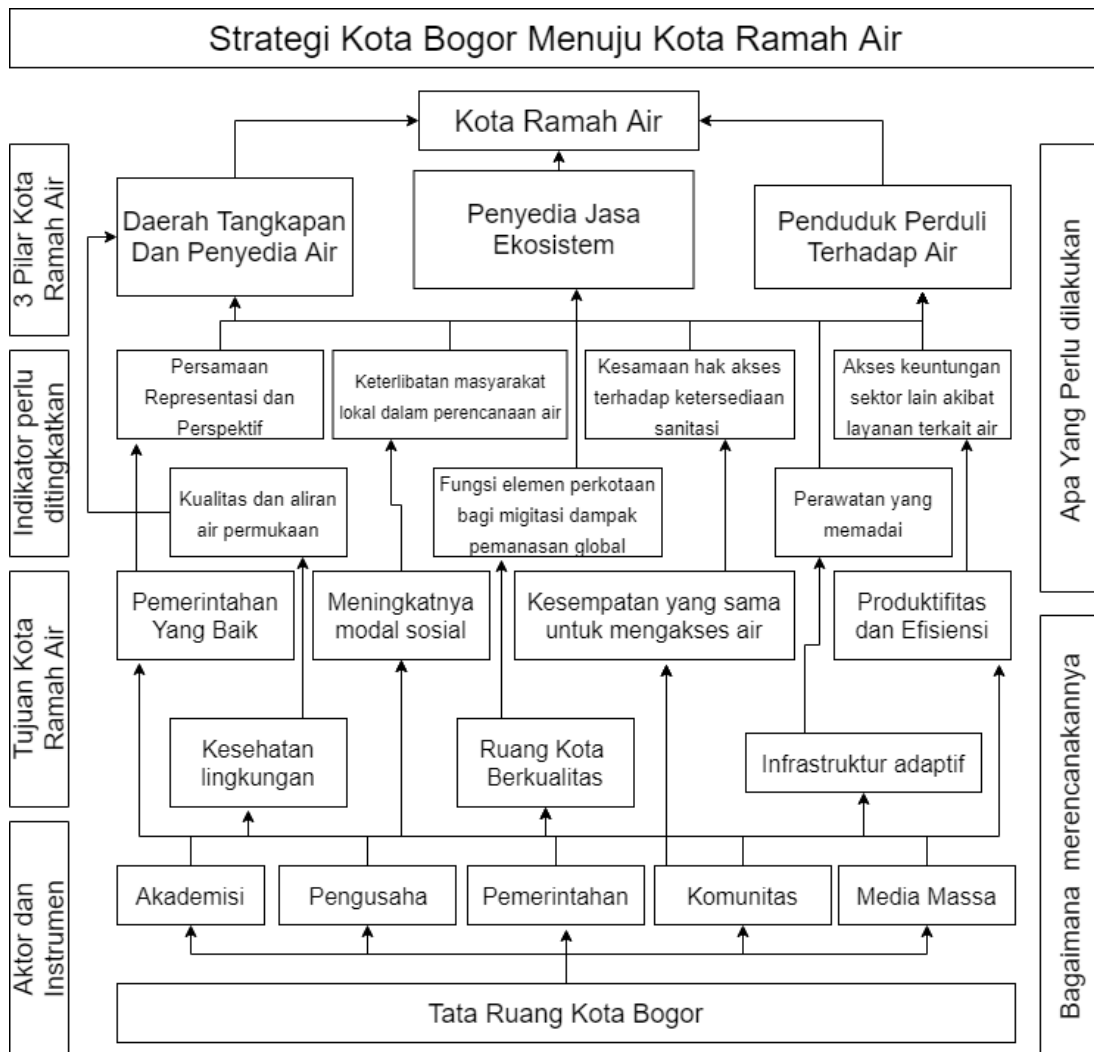 Strategi Kota Bogor Menuju Kota Ramah Air
Kota Ramah Air
3 Pilar Kota
Ramah Air
Daerah Tangkapan
Dan Penyedia Air
Penyedia Jasa
Ekosistem
Penduduk Perduli
Terhadap Air
Apa Yang Perlu dilakukan
Indikator perlu
ditingkatkan
Persamaan
Representasi dan
Perspektif
Keterlibatan masyarakat
lokal dalam perencanaan air
Kesamaan hak akses
terhadap ketersediaan
sanitasi
Akses keuntungan
sektor lain akibat
layanan terkait air
Kualitas dan aliran
air permukaan
Fungsi elemen perkotaan
bagi migitasi dampak
pemanasan global
Perawatan yang
memadai
Tujuan Kota
Ramah Air
Pemerintahan
Yang Baik
Meningkatnya
modal sosial
Kesempatan yang sama
untuk mengakses air
Produktifitas
dan Efisiensi
Bagaimana merencanakannya
Kesehatan
lingkungan
Ruang Kota
Berkualitas
Infrastruktur adaptif
Aktor dan
Instrumen
Akademisi
Pengusaha
Pemerintahan
Komunitas
Media Massa
Tata Ruang Kota Bogor